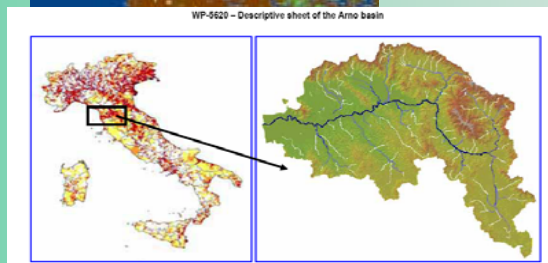 WP-5620 – Descriptive sheet of the Arno basin